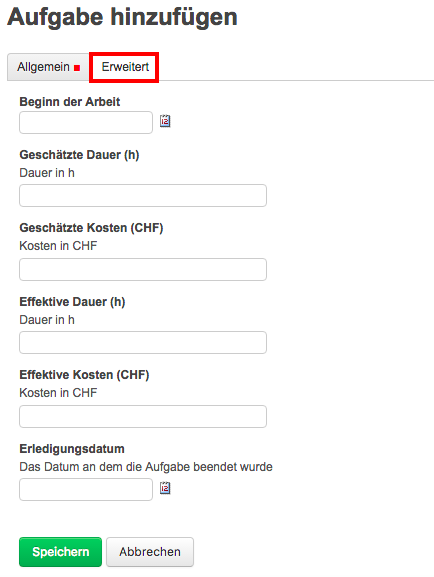 Aufgabe hinzufügen
Allgemein Erweitert
Beginn der Arbeit
12
Geschätzte Dauer (h)
Dauer in h
Geschätzte Kosten (CHF)
Kosten in CHF
Effektive Dauer (h)
Dauer in h
Effektive Kosten (CHF)
Kosten in CHF
Erledigungsdatum
Das Datum an dem die Aufgabe beendet wurde
12
Speichern Abbrechen